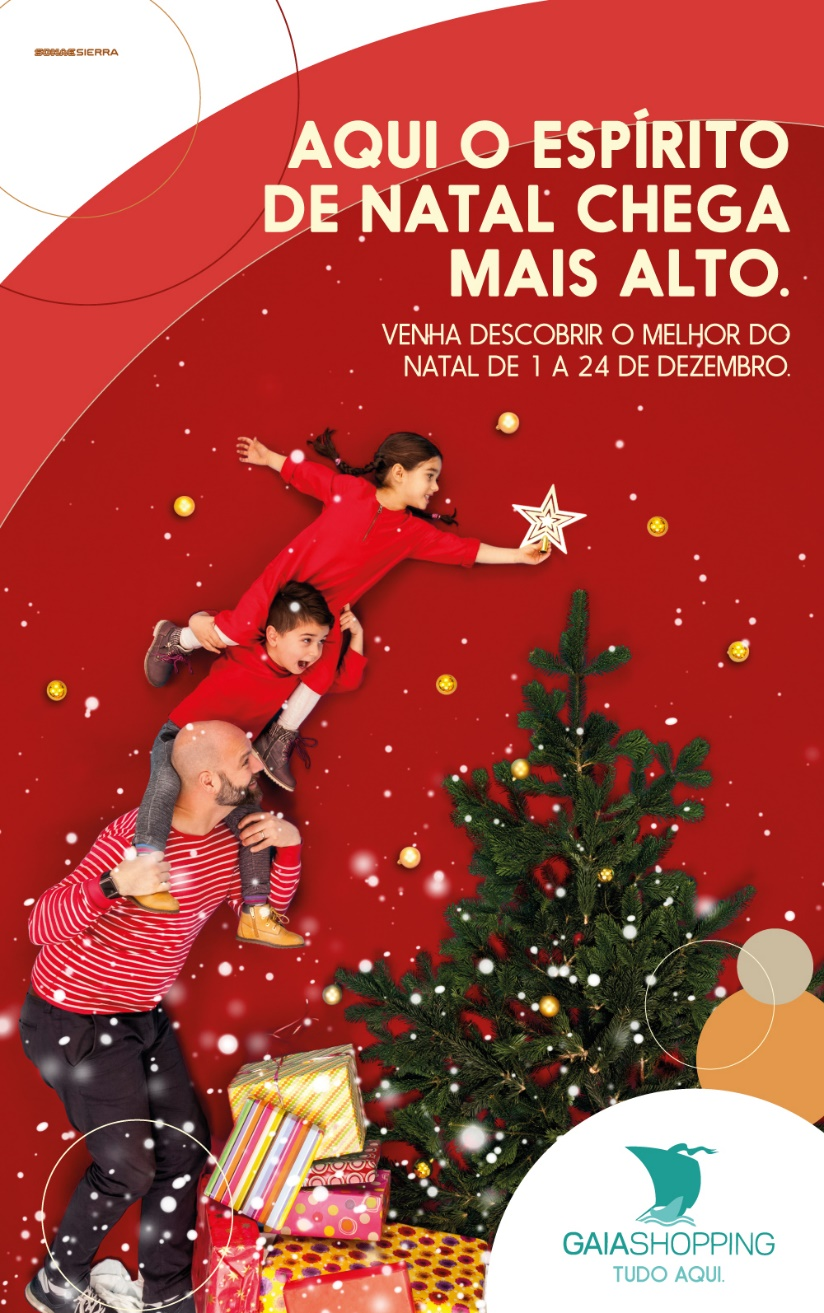 SONAE SIERRA
AQUI O ESPÍRITO
DE NATAL CHEGA
MAIS ALTO.
VENHA DESCOBRIR O MELHOR DO
NATAL DE 1 A 24 DE DEZEMBRO.
GAIASHOPPING
TUDO AQUI.